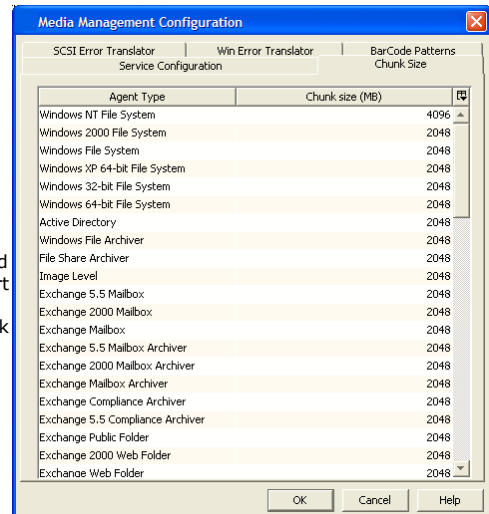 Media Management Configuration
SCSI Error Translator Win Error Translator BarCode Patterns
Service Configuration Chunk Size
Agent Type Chunk size (MB)
Windows NT File System 4096
Windows 2000 File System 2048
Windows File System 2048
Windows XP 64-bit File System 2048
Windows 32-bit File System 2048
Windows 64-bit File System 2048
Active Directory 2048
Windows File Archiver 2048
File Share Archiver 2048
Image Level 2048
Exchange 5.5 Mailbox 2048
Exchange 2000 Mailbox 2048
Exchange Mailbox 2048
Exchange 5.5 Mailbox Archiver 2048
Exchange 2000 Mailbox Archiver 2048
Exchange Mailbox Archiver 2048
Exchange Compliance Archiver 2048
Exchange 5.5 Compliance Archiver 2048
Exchange Public Folder 2048
Exchange 2000 Web Folder 2048
Exchange Web Folder 2048
OK Cancel Help